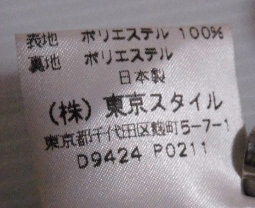 表地 ポリエステル 100%
裏地 ポリエステル
日本製
(株)東京スタイル
東京都千代田区麹町5-7-1
D9424 P0211